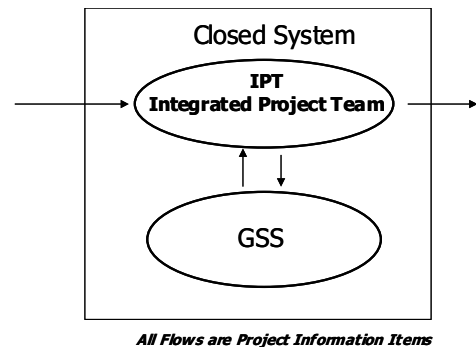 Closed System
IPT
Integrated Project Team
GSS
All Flows are Project Information Items